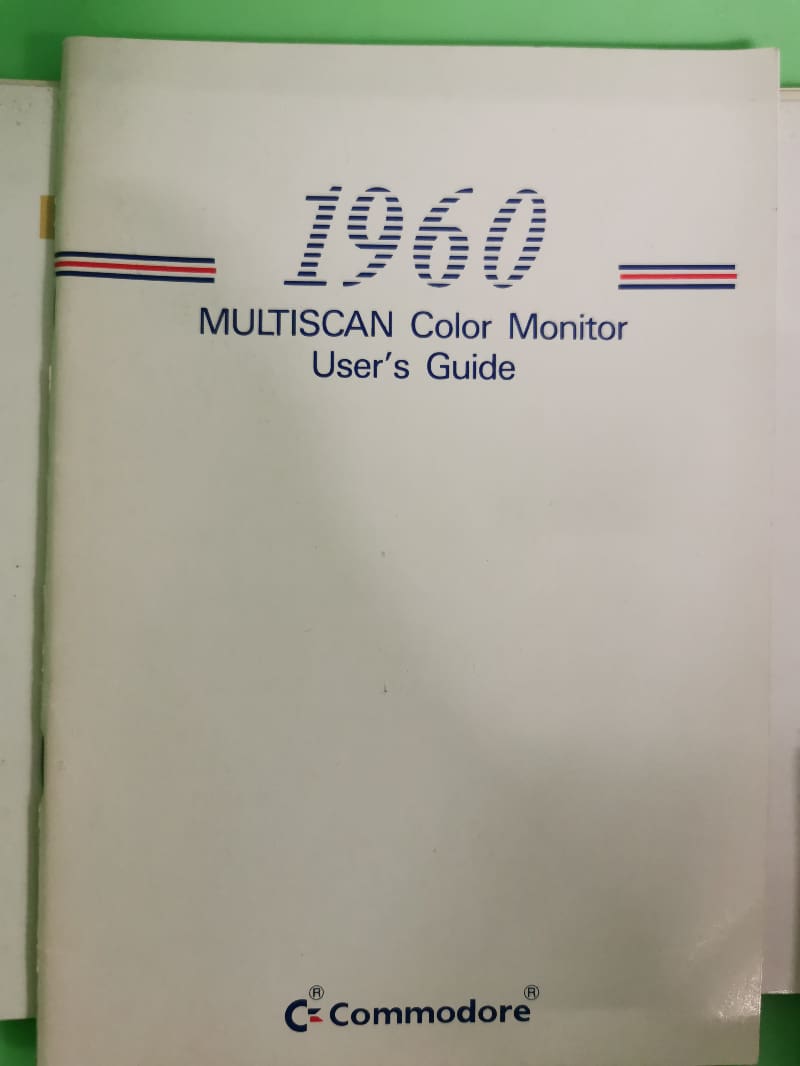 1960
MULTISCAN Color Monitor
User's Guide
® ®
Commodore